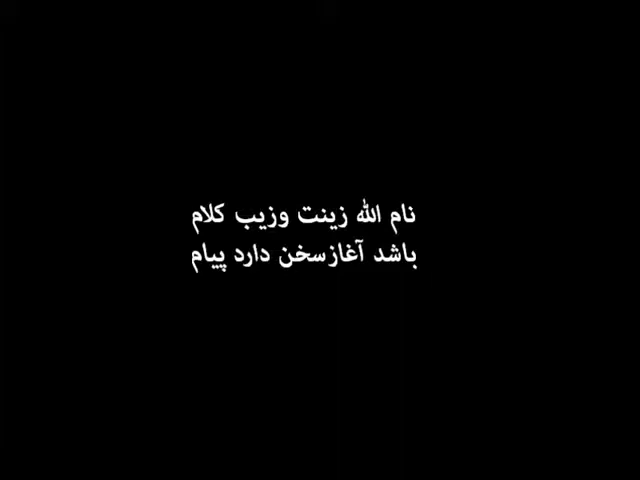 نام الله زینت وزیب کلام
باشد آغازسخن دارد پیام